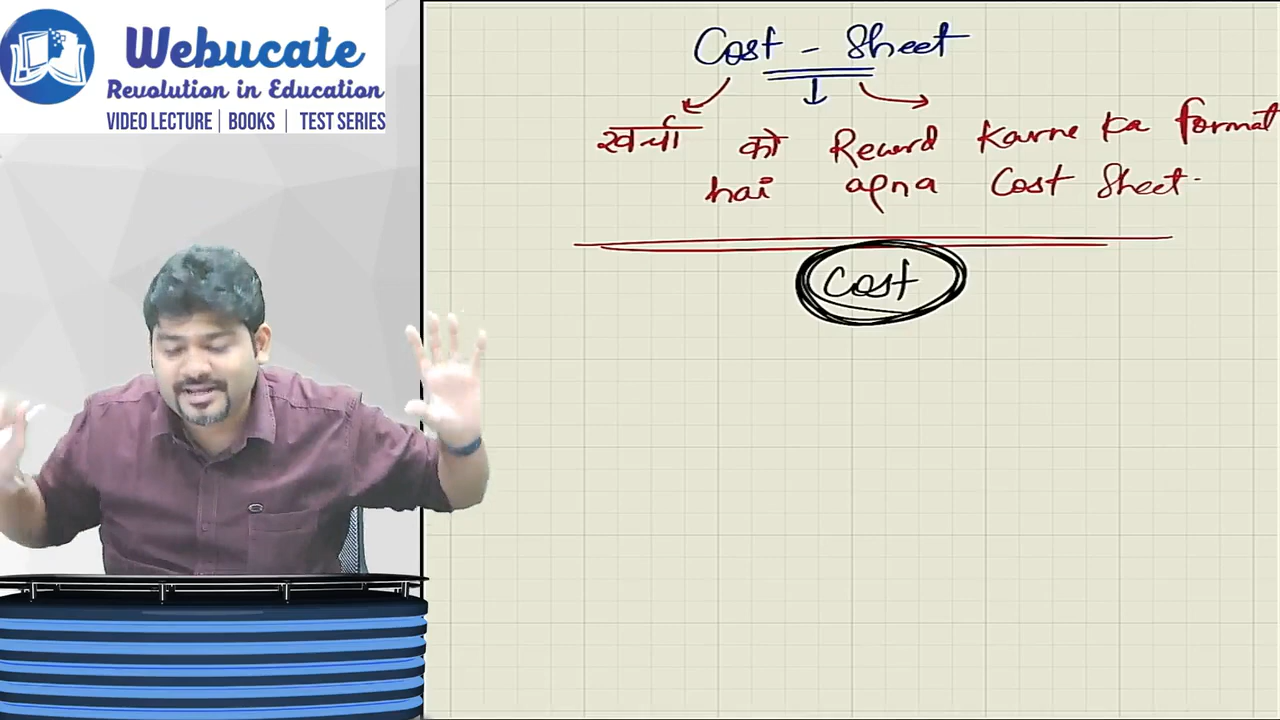 Webucate
Revolution in Education
VIDEO LECTURE | BOOKS | TEST SERIES
Cost - Sheet
खर्चा को Record Karne Ka format
hai apna Cost Sheet.
Cost